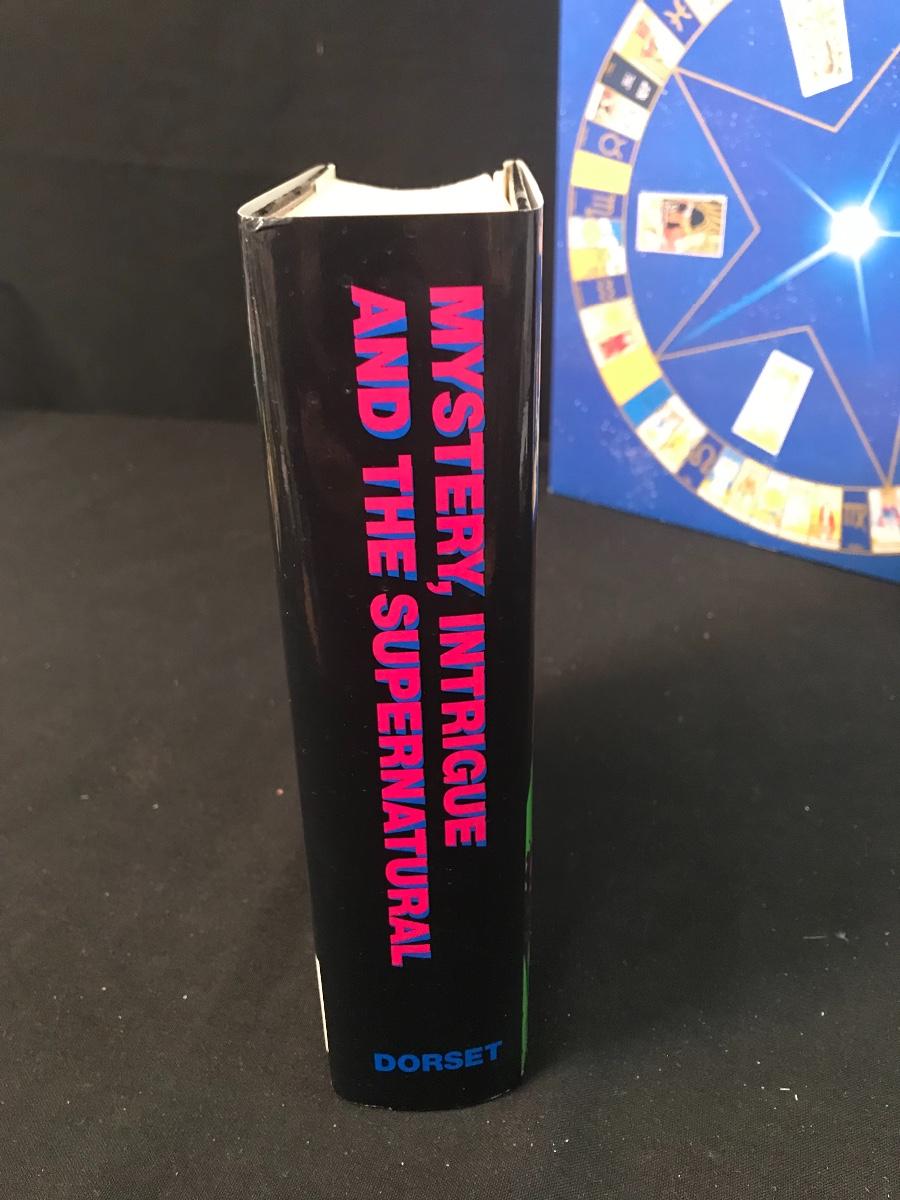 MYSTERY, INTRIGUE
AND THE SUPERNATURAL
DORSET